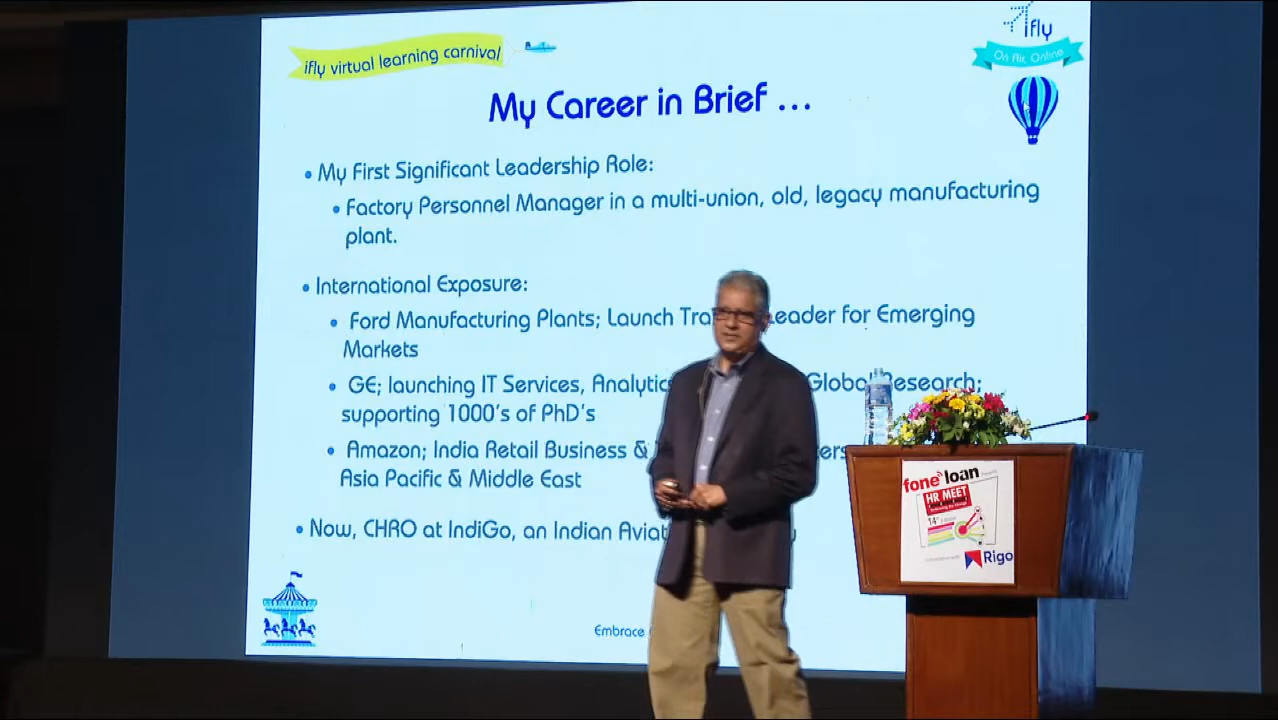 ifly virtual learning carnival
ifly
On Air, Online
My Career in Brief ...
• My First Significant Leadership Role:
• Factory Personnel Manager in a multi-union, old, legacy manufacturing
plant.
• International Exposure:
• Ford Manufacturing Plants; Launch Leader for Emerging
Markets
• GE; launching IT Services, Analytics Global Research;
supporting 1000's of PhD's
• Amazon; India Retail Business &
Asia Pacific & Middle East
• Now, CHRO at IndiGo, an Indian
Embrace
fone loan
HR MEET
14th
Rigo